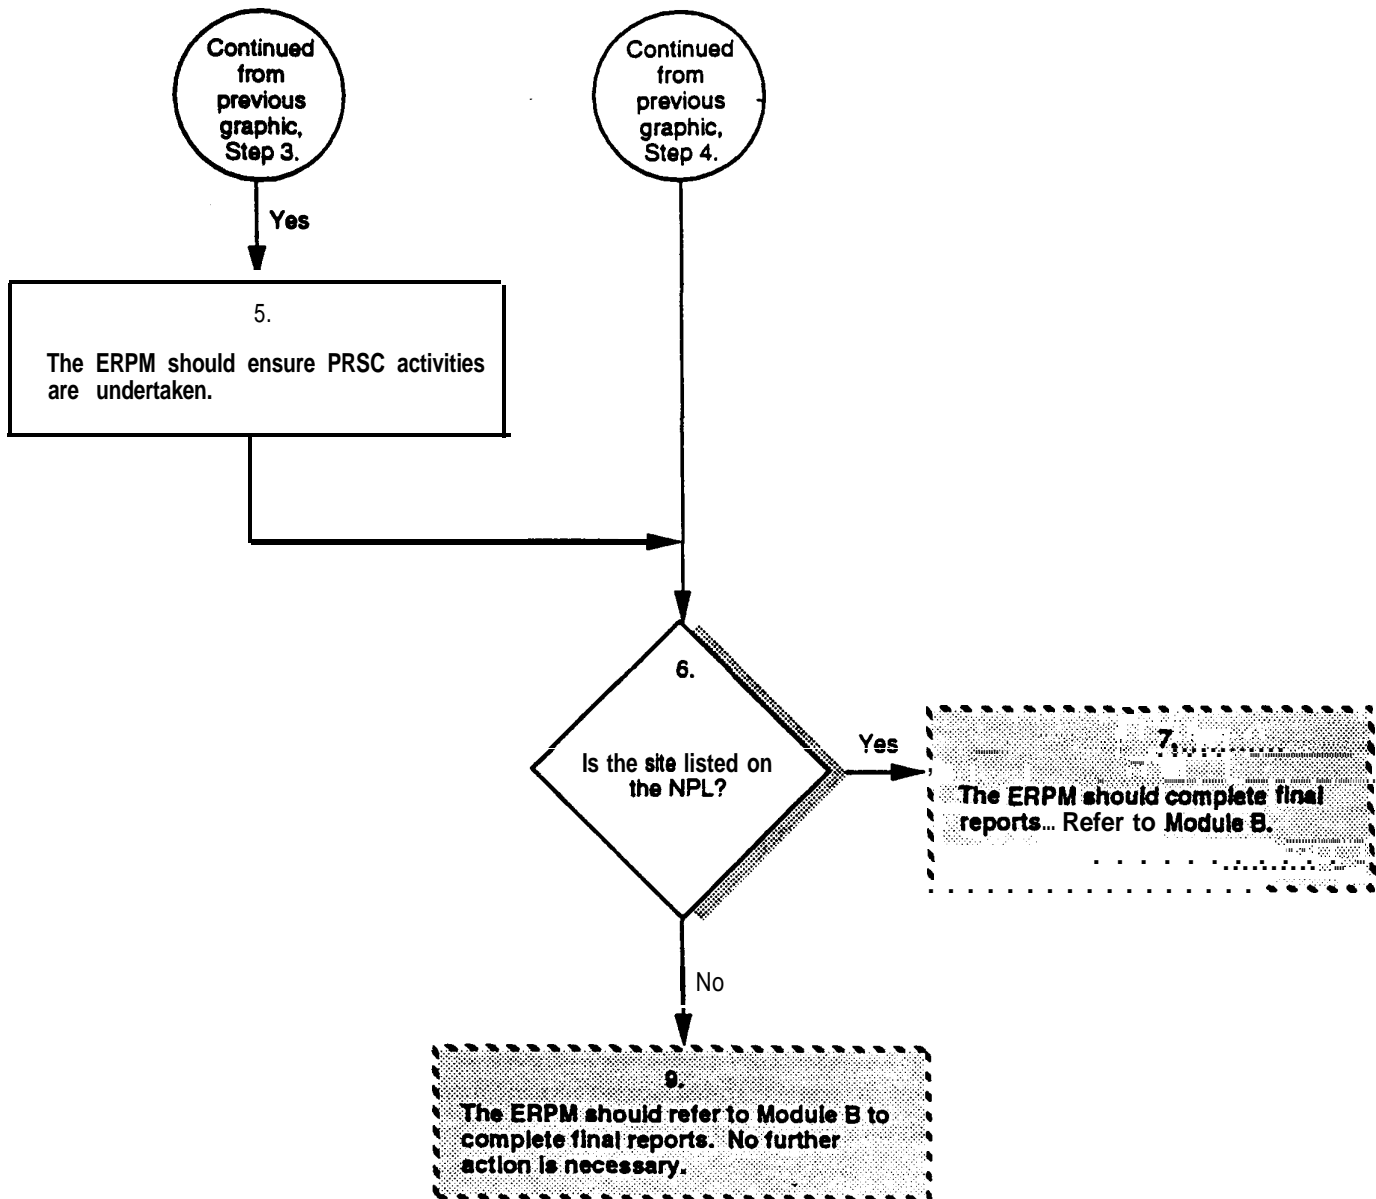 Continued
from
previous
graphic,
Step 3.
Continued
from
previous
graphic,
Step 4.
Yes
5.
The ERPM should ensure PRSC activities
are undertaken.
6.
Is the site listed on
the NPL?
Yes
7.
The ERPM should complete final
reports... Refer to Module B.
No
9.
The ERPM should refer to Module B to
complete final reports. No further
action is necessary.